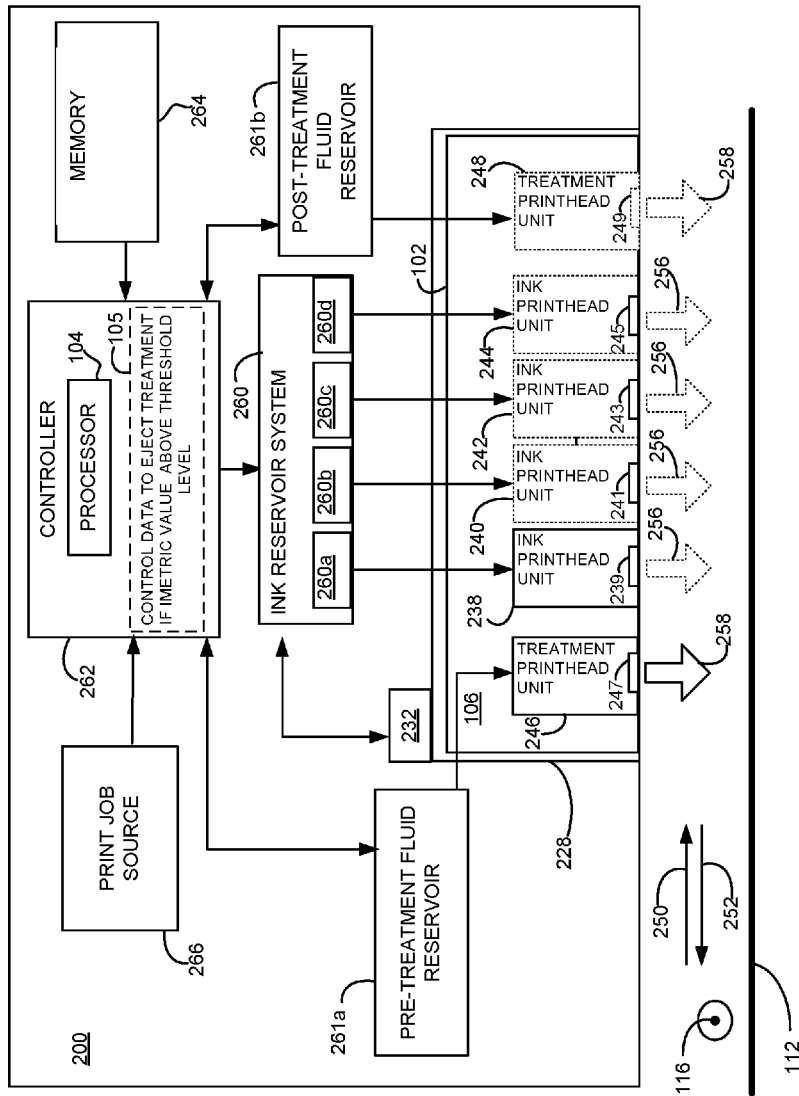 200
PRINT JOB
SOURCE
266
CONTROLLER
262
PROCESSOR
104
105
CONTROL DATA TO EJECT TREATMENT
IF IMETRIC VALUE ABOVE THRESHOLD
LEVEL
MEMORY
264
PRE-TREATMENT FLUID
RESERVOIR
261a
232
INK RESERVOIR SYSTEM
260
260a
260b
260c
260d
POST-TREATMENT
FLUID
RESERVOIR
261b
228
102
106
TREATMENT
PRINTHEAD
UNIT
246
247
INK
PRINTHEAD
UNIT
238
239
INK
PRINTHEAD
UNIT
240
241
INK
PRINTHEAD
UNIT
242
243
INK
PRINTHEAD
UNIT
244
245
TREATMENT
PRINTHEAD
UNIT
248
249
258
256
256
256
256
258
250
252
116
112